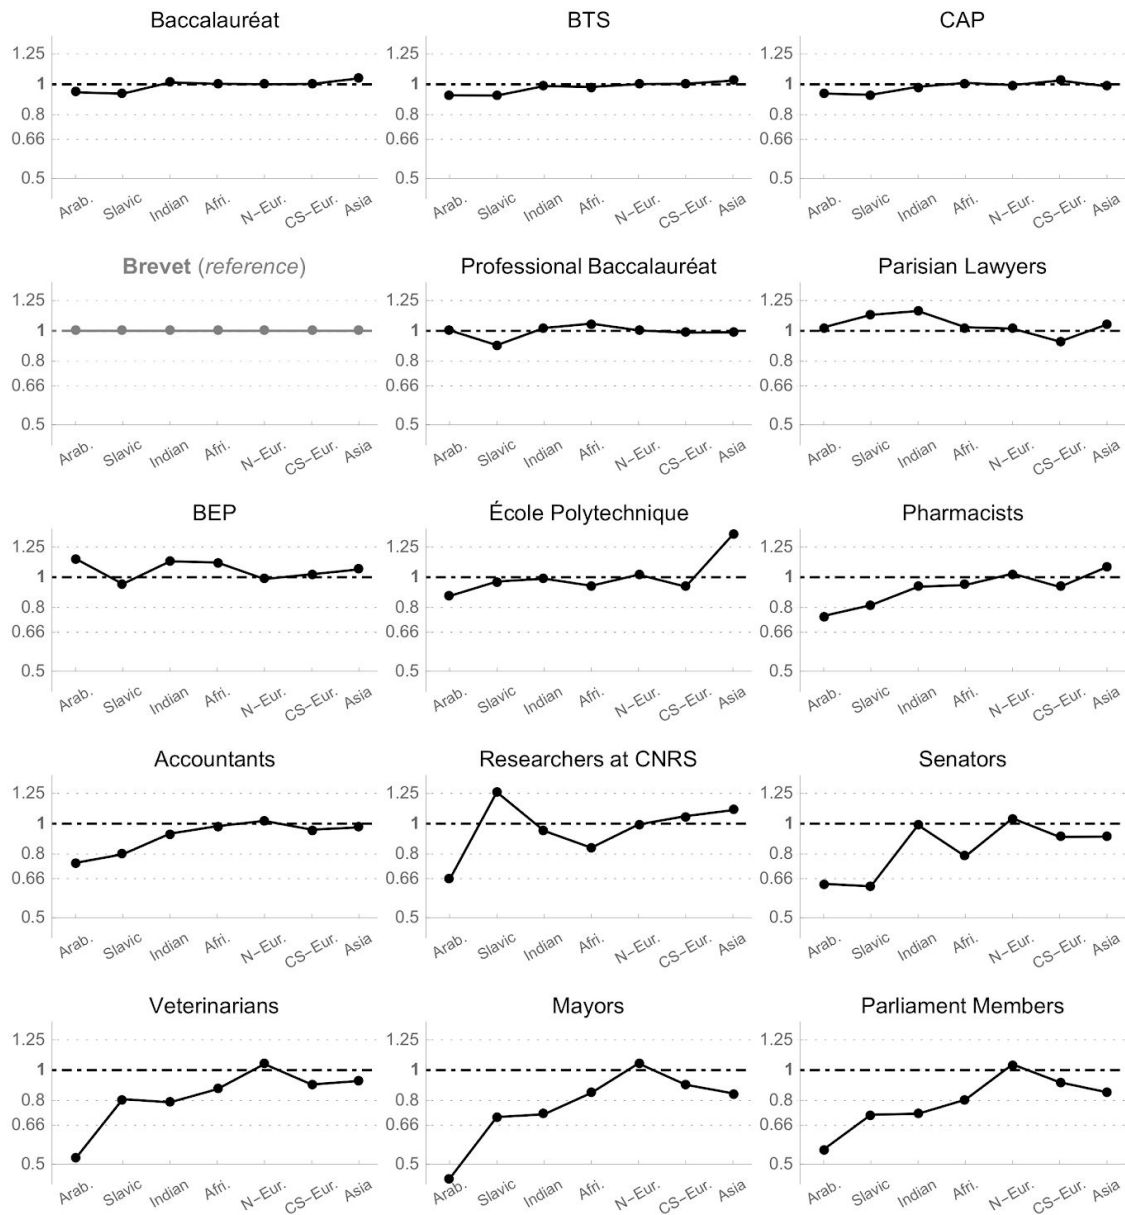 Baccalauréat
1.25
1
0.8
0.66
0.5
Arab. Slavic Indian Afri. N-Eur. CS-Eur. Asia
BTS
1.25
1
0.8
0.66
0.5
Arab. Slavic Indian Afri. N-Eur. CS-Eur. Asia
CAP
1.25
1
0.8
0.66
0.5
Arab. Slavic Indian Afri. N-Eur. CS-Eur. Asia
Brevet (reference)
1.25
1
0.8
0.66
0.5
Arab. Slavic Indian Afri. N-Eur. CS-Eur. Asia
Professional Baccalauréat
1.25
1
0.8
0.66
0.5
Arab. Slavic Indian Afri. N-Eur. CS-Eur. Asia
Parisian Lawyers
1.25
1
0.8
0.66
0.5
Arab. Slavic Indian Afri. N-Eur. CS-Eur. Asia
BEP
1.25
1
0.8
0.66
0.5
Arab. Slavic Indian Afri. N-Eur. CS-Eur. Asia
École Polytechnique
1.25
1
0.8
0.66
0.5
Arab. Slavic Indian Afri. N-Eur. CS-Eur. Asia
Pharmacists
1.25
1
0.8
0.66
0.5
Arab. Slavic Indian Afri. N-Eur. CS-Eur. Asia
Accountants
1.25
1
0.8
0.66
0.5
Arab. Slavic Indian Afri. N-Eur. CS-Eur. Asia
Researchers at CNRS
1.25
1
0.8
0.66
0.5
Arab. Slavic Indian Afri. N-Eur. CS-Eur. Asia
Senators
1.25
1
0.8
0.66
0.5
Arab. Slavic Indian Afri. N-Eur. CS-Eur. Asia
Veterinarians
1.25
1
0.8
0.66
0.5
Arab. Slavic Indian Afri. N-Eur. CS-Eur. Asia
Mayors
1.25
1
0.8
0.66
0.5
Arab. Slavic Indian Afri. N-Eur. CS-Eur. Asia
Parliament Members
1.25
1
0.8
0.66
0.5
Arab. Slavic Indian Afri. N-Eur. CS-Eur. Asia